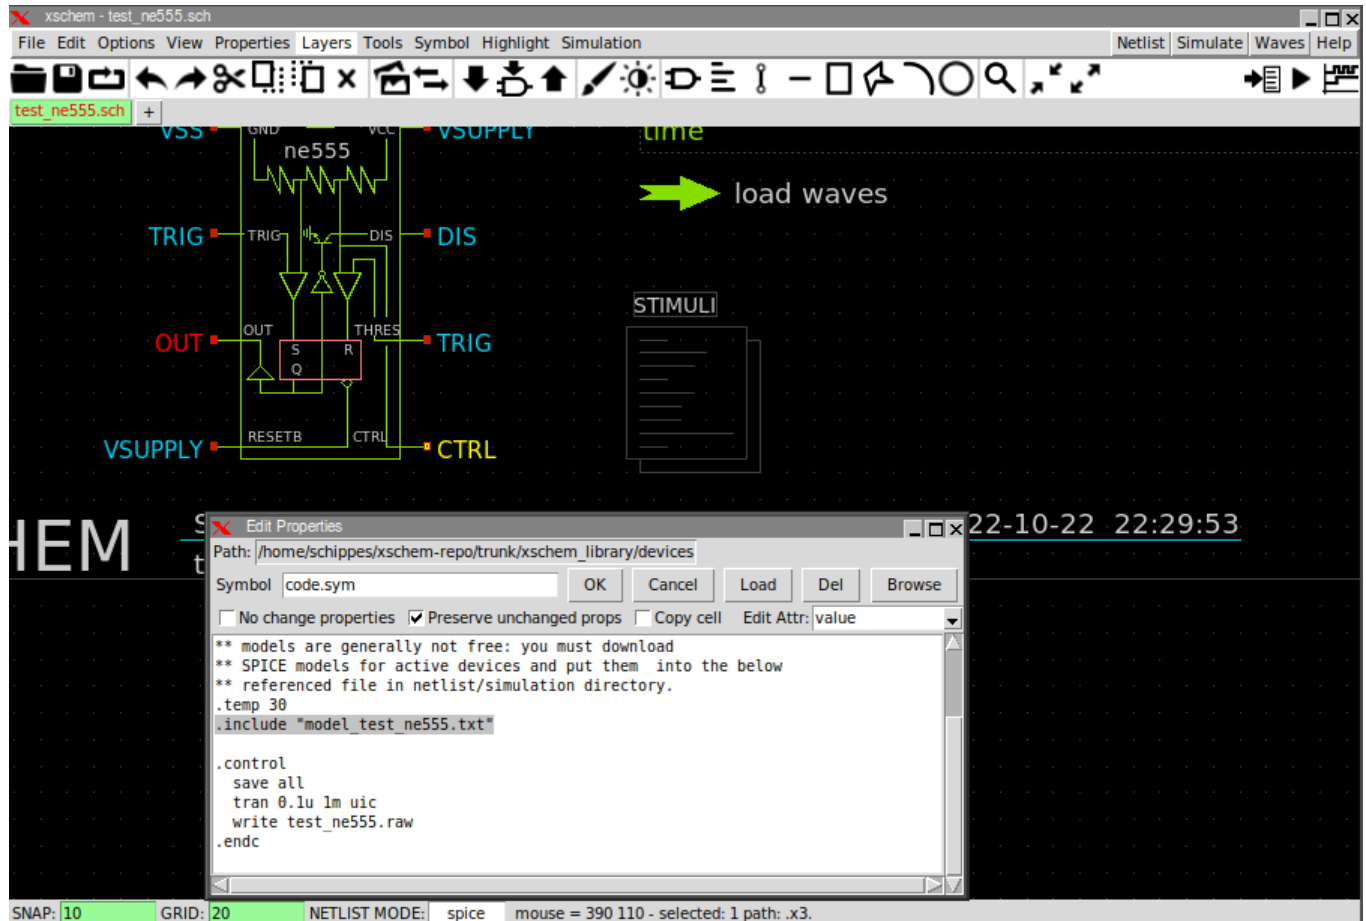 xschem - test_ne555.sch
File Edit Options View Properties Layers Tools Symbol Highlight Simulation Netlist Simulate Waves Help
test_ne555.sch +
VSS GND VCC VSUPPLY time
ne555
load waves
TRIG TRIG DIS DIS
STIMULI
OUT OUT THRES TRIG
S R
Q
VSUPPLY RESETB CTRL CTRL
HEM S 22-10-22 22:29:53
t
Edit Properties
Path: /home/schippes/xschem-repo/trunk/xschem_library/devices
Symbol code.sym OK Cancel Load Del Browse
No change properties Preserve unchanged props Copy cell Edit Attr: value
** models are generally not free: you must download
** SPICE models for active devices and put them  into the below
** referenced file in netlist/simulation directory.
.temp 30
.include "model_test_ne555.txt"
.control
save all
tran 0.1u 1m uic
write test_ne555.raw
.endc
SNAP: 10 GRID: 20 NETLIST MODE: spice mouse = 390 110 - selected: 1 path: .x3.